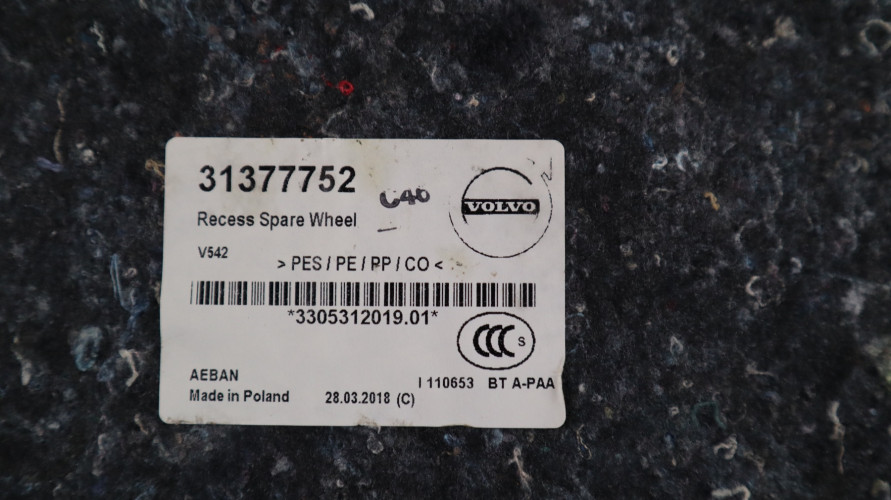 31377752
C40
VOLVO
Recess Spare Wheel
V542
> PES / PE / PP / CO <
*3305312019.01*
CCC S
AEBAN
I 110653 BT A-PAA
Made in Poland 28.03.2018 (C)